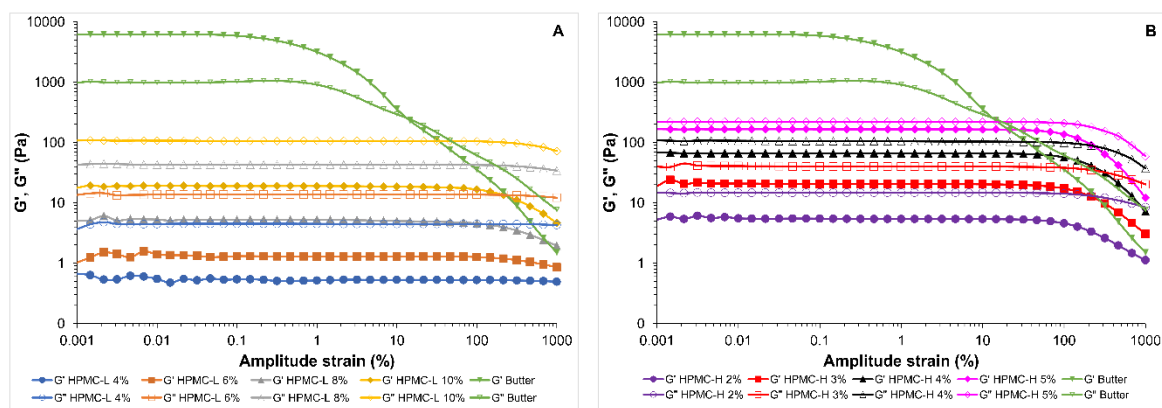 A
10000
1000
100
10
1
0
G', G" (Pa)
0.001
0.01
0.1
1
10
100
1000
Amplitude strain (%)
G' HPMC-L 4% G' HPMC-L 6% G' HPMC-L 8% G' HPMC-L 10% G' Butter
G" HPMC-L 4% G" HPMC-L 6% G" HPMC-L 8% G" HPMC-L 10% G" Butter
B
10000
1000
100
10
1
0
G', G" (Pa)
0.001
0.01
0.1
1
10
100
1000
Amplitude strain (%)
G' HPMC-H 2% G' HPMC-H 3% G' HPMC-H 4% G' HPMC-H 5% G' Butter
G" HPMC-H 2% G" HPMC-H 3% G" HPMC-H 4% G" HPMC-H 5% G" Butter